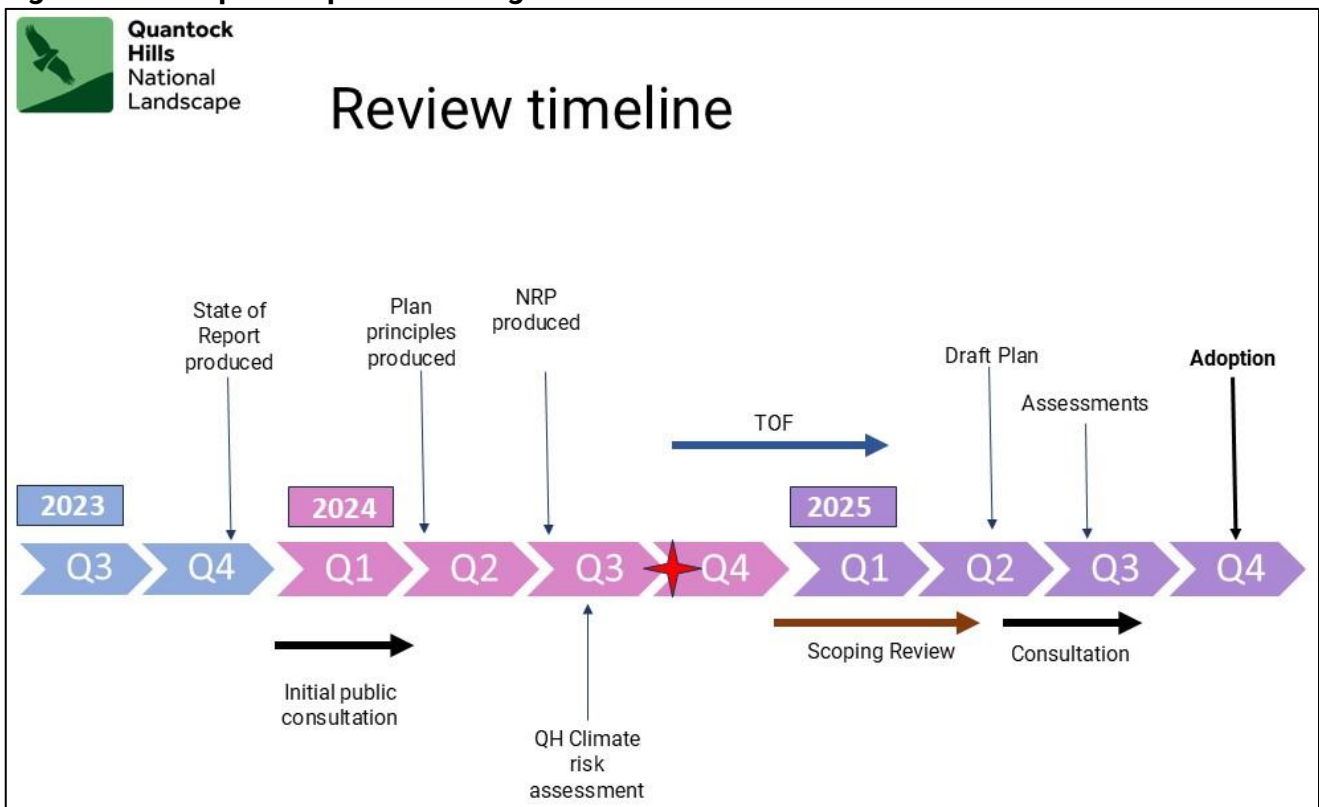 Quantock
Hills
National
Landscape
Review timeline
State of
Report
produced
Plan
principles
produced
NRP
produced
TOF
Draft Plan
Assessments
Adoption
2023
2024
2025
Q3
Q4
Q1
Q2
Q3
Q4
Q1
Q2
Q3
Q4
Initial public
consultation
QH Climate
risk
assessment
Scoping Review
Consultation